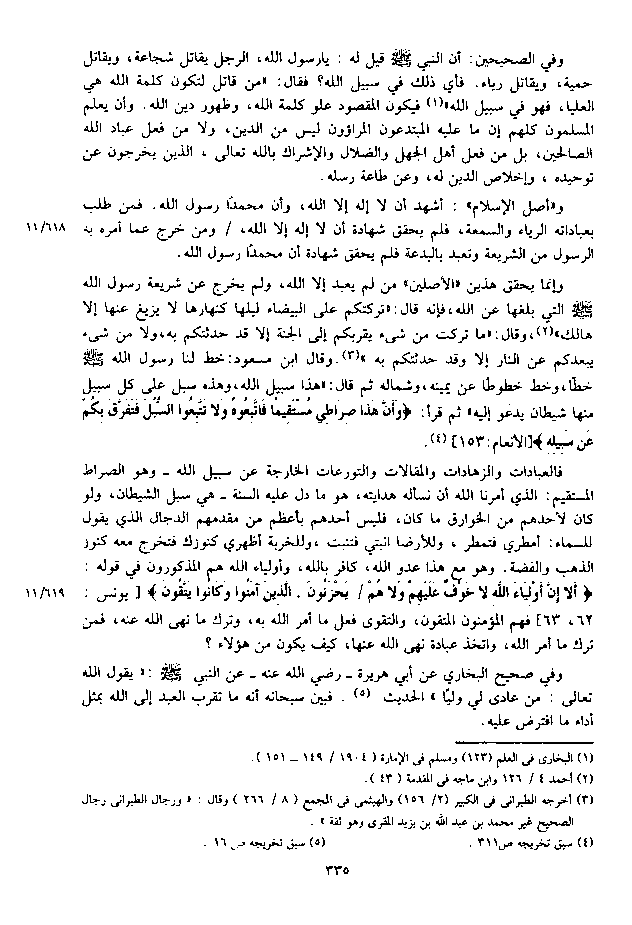 وفي الصحيحين: أن النبي ﷺ قيل له : يارسول الله، الرجل يقاتل شجاعة، ويقاتل
حمية، ويقاتل رياء. فأي ذلك في سبيل الله؟ فقال: «من قاتل لتكون كلمة الله هي
العليا، فهو في سبيل الله»(١) فيكون المقصود علو كلمة الله، وظهور دين الله. وأن يعلم
المسلمون كلهم إن ما عليه المبتدعون المراؤون ليس من الدين، ولا من فعل عباد الله
الصالحين، بل من فعل أهل الجهل والضلال والإشراك بالله تعالى ، الذين يخرجون عن
توحيده ، وإخلاص الدين له، وعن طاعة رسله.
و«أصل الإسلام» : أشهد أن لا إله إلا الله، وأن محمدًا رسول الله. فمن طلب
بعباداته الرياء والسمعة، فلم يحقق شهادة أن لا إله إلا الله، / ومن خرج عما أمره به
١١/٦١٨
الرسول من الشريعة وتعبد بالبدعة فلم يحقق شهادة أن محمدًا رسول الله.
وإنما يحقق هذين «الأصلين» من لم يعبد إلا الله، ولم يخرج عن شريعة رسول الله
ﷺ التي بلغها عن الله،فإنه قال:«تركتكم على البيضاء ليلها كنهارها لا يزيغ عنها إلا
هالك»(٢)،وقال:«ما تركت من شىء يقربكم إلى الجنة إلا قد حدثتكم به،ولا من شىء
يبعدكم عن النار إلا وقد حدثتكم به »(٣).وقال ابن مسعود:خط لنا رسول الله ﷺ
خطًا،وخط خطوطًا عن يمينه،وشماله ثم قال:«هذا سبيل الله،وهذه سبل على كل سبيل
منها شيطان يدعو إليه» ثم قرأ: ﴿وَأَنَّ هَذَا صِرَاطِي مُسْتَقِيمًا فَاتَّبِعُوهُ وَلا تَتَّبِعُوا السُّبُلَ فَتَفَرَّقَ بِكُمْ
عَن سَبِيلِهِ ﴾[الأنعام:١٥٣] (٤).
فالعبادات والزهادات والمقالات والتورعات الخارجة عن سبيل الله ـ وهو الصراط
المستقيم: الذي أمرنا الله أن نسأله هدايته، هو ما دل عليه السنة ـ هي سبل الشيطان، ولو
كان لأحدهم من الخوارق ما كان، فليس أحدهم بأعظم من مقدمهم الدجال الذي يقول
للسماء: أمطري فتمطر ، وللأرض انبتي فتنبت ،وللخربة أظهري كنوزك فتخرج معه كنوز
الذهب والفضة. وهو مع هذا عدو الله، كافر بالله، وأولياء الله هم المذكورون في قوله :
﴿ أَلا إِنَّ أَوْلِيَاءَ اللَّهِ لا خَوْفٌ عَلَيْهِمْ وَلا هُمْ / يَحْزَنُونَ . الَّذِينَ آمَنُوا وَكَانُوا يَتَّقُونَ ﴾ [ يونس :
١١/٦١٩
٦٢، ٦٣] فهم المؤمنون المتقون، والتقوى فعل ما أمر الله به، وترك ما نهى الله عنه، فمن
ترك ما أمر الله، واتخذ عبادة نهى الله عنها، كيف يكون من هؤلاء ؟
وفي صحيح البخاري عن أبي هريرة ـ رضي الله عنه ـ عن النبي ﷺ :« يقول الله
تعالى : من عادى لي وليًا » الحديث (٥) . فبين سبحانه أنه ما تقرب العبد إلى الله بمثل
أداء ما افترض عليه.
(١) البخارى فى العلم (١٢٣) ومسلم فى الإمارة ( ١٩٠٤ / ١٤٩ ــ ١٥١ ).
(٢) أحمد ٤ / ١٢٦ وابن ماجه فى المقدمة ( ٤٣ ).
(٣) أخرجه الطبرانى فى الكبير (٢/ ١٥٦) والهيثمى فى المجمع ( ٨ / ٢٦٦ ) وقال : « ورجال الطبرانى رجال
الصحيح غير محمد بن عبد الله بن يزيد المقرى وهو ثقة » .
(٤) سبق تخريجه ص٣١١ .
(٥) سبق تخريجه ص ١٦ .
٣٣٥